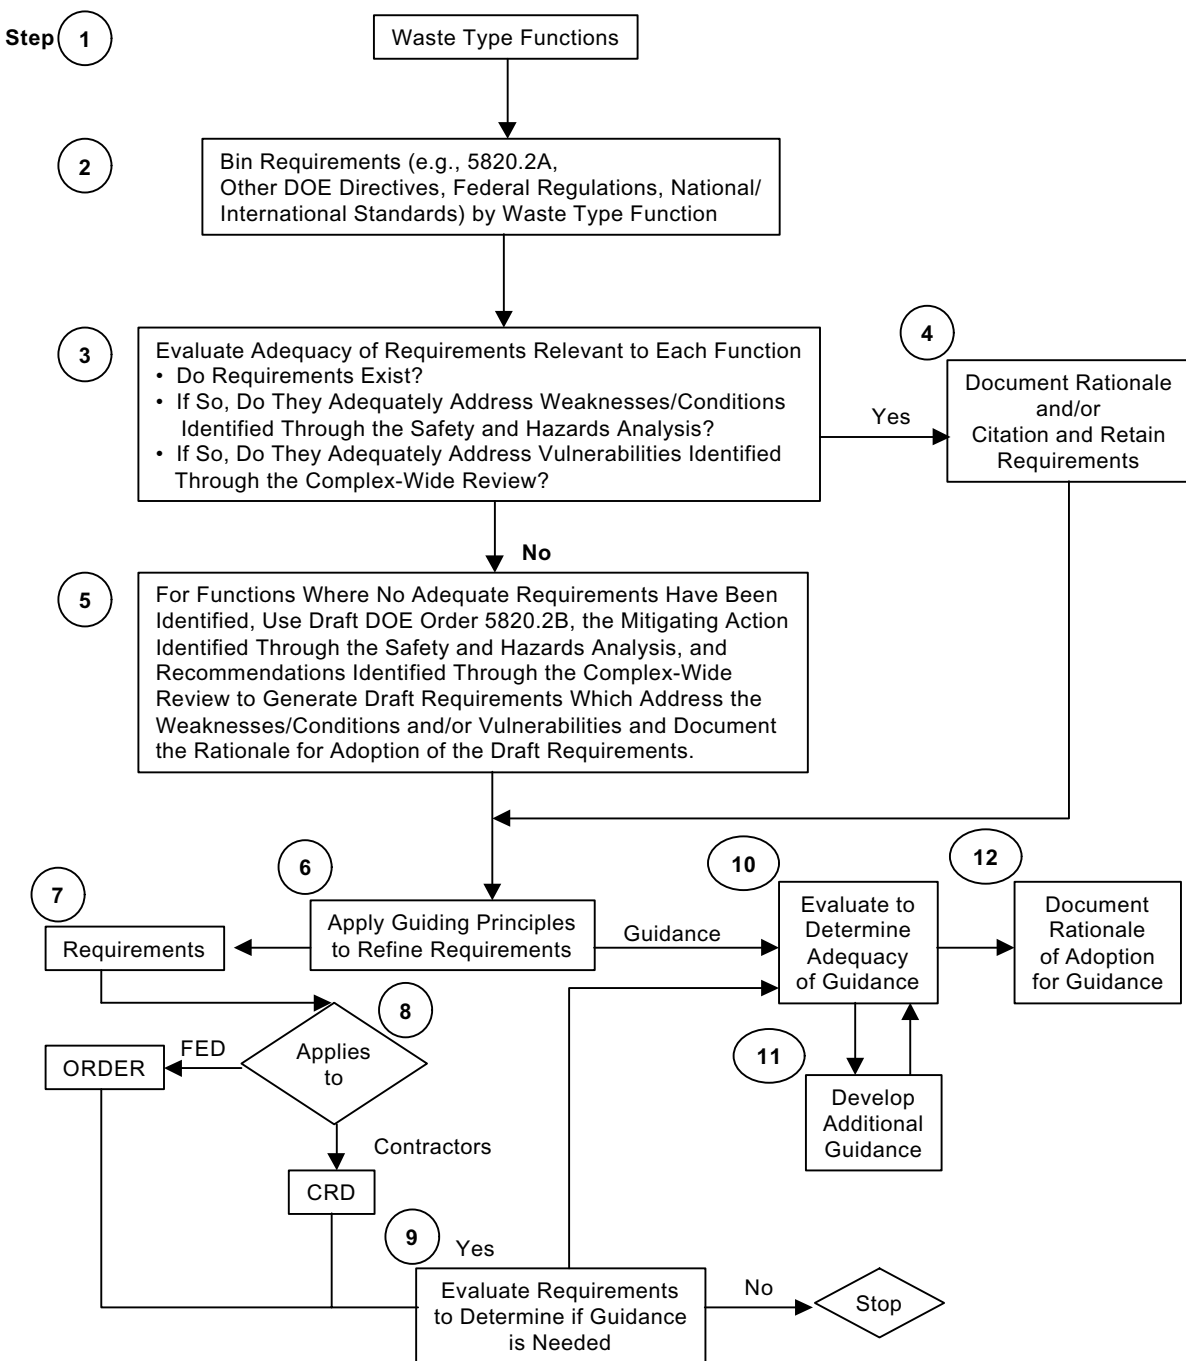 Step
1
Waste Type Functions
2
Bin Requirements (e.g., 5820.2A,
Other DOE Directives, Federal Regulations, National/
International Standards) by Waste Type Function
3
Evaluate Adequacy of Requirements Relevant to Each Function
• Do Requirements Exist?
• If So, Do They Adequately Address Weaknesses/Conditions
Identified Through the Safety and Hazards Analysis?
• If So, Do They Adequately Address Vulnerabilities Identified
Through the Complex-Wide Review?
Yes
4
Document Rationale
and/or
Citation and Retain
Requirements
No
5
For Functions Where No Adequate Requirements Have Been
Identified, Use Draft DOE Order 5820.2B, the Mitigating Action
Identified Through the Safety and Hazards Analysis, and
Recommendations Identified Through the Complex-Wide
Review to Generate Draft Requirements Which Address the
Weaknesses/Conditions and/or Vulnerabilities and Document
the Rationale for Adoption of the Draft Requirements.
6
Apply Guiding Principles
to Refine Requirements
7
Requirements
Guidance
10
Evaluate to
Determine
Adequacy
of Guidance
12
Document
Rationale
of Adoption
for Guidance
8
Applies
to
FED
ORDER
Contractors
CRD
11
Develop
Additional
Guidance
9
Yes
Evaluate Requirements
to Determine if Guidance
is Needed
No
Stop